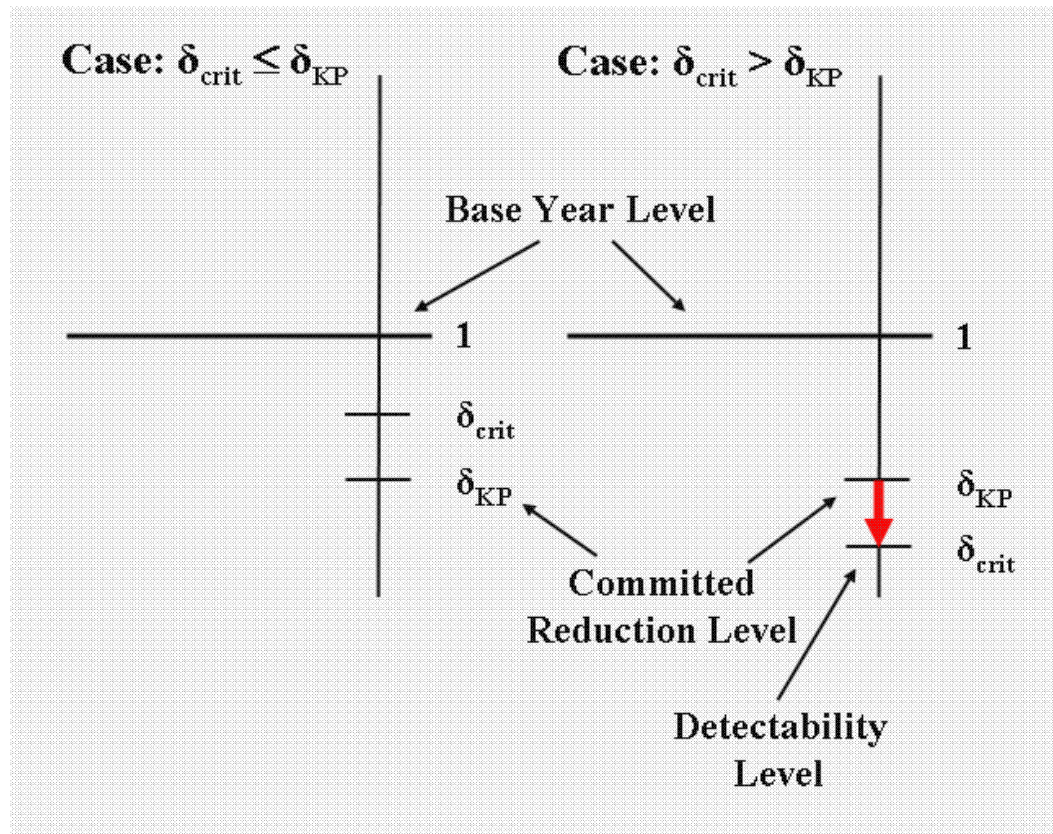 Case: δcrit ≤ δKP
Case: δcrit > δKP
Base Year Level
1
1
δcrit
δKP
δKP
δcrit
Committed
Reduction Level
Detectability
Level